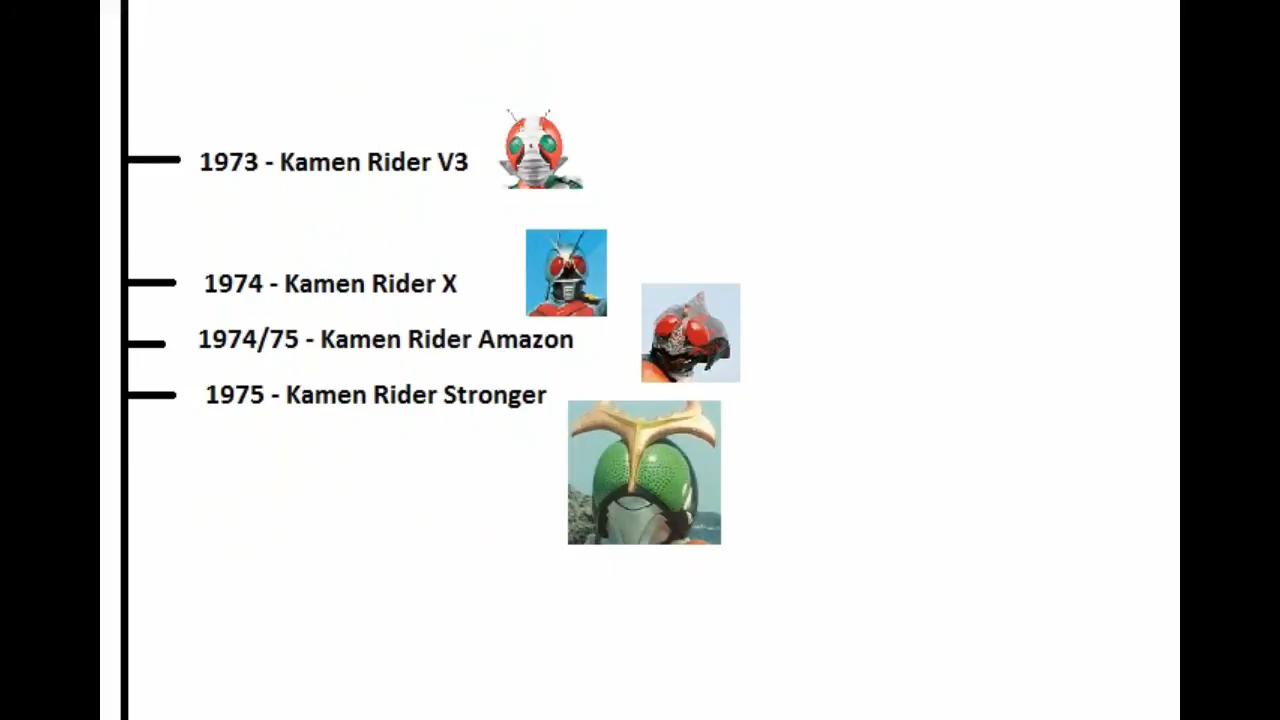 1973 - Kamen Rider V3
1974 - Kamen Rider X
1974/75 - Kamen Rider Amazon
1975 - Kamen Rider Stronger